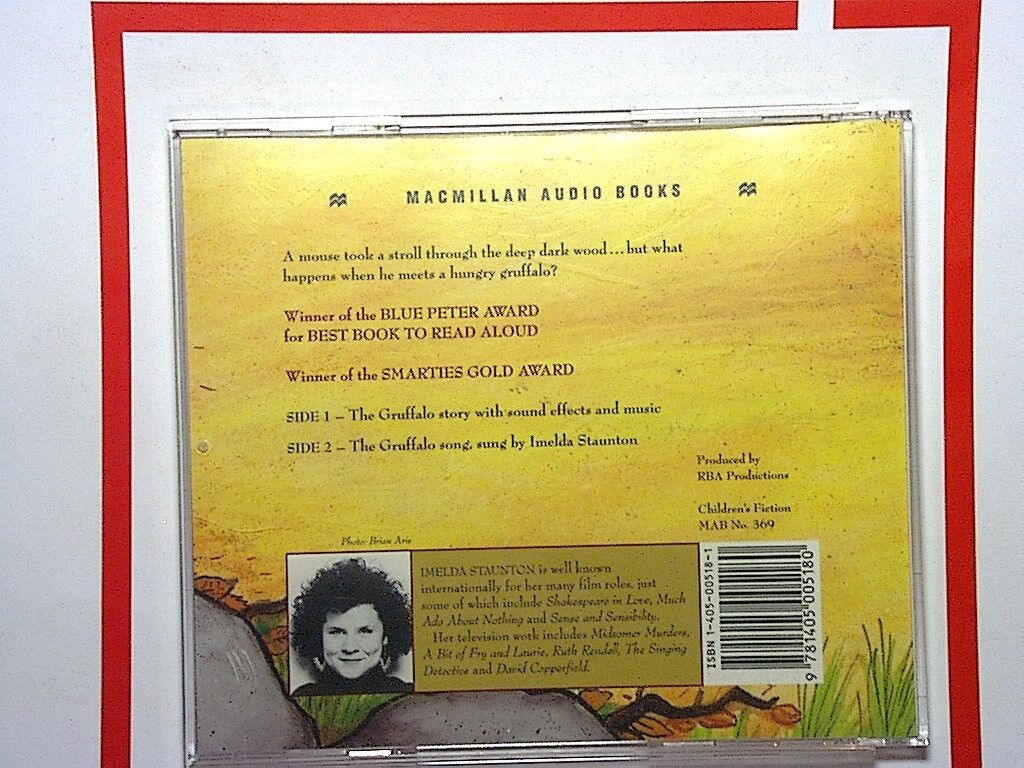 MACMILLAN AUDIO BOOKS
A mouse took a stroll through the deep dark wood...but what
happens when he meets a hungry gruffalo?
Winner of the BLUE PETER AWARD
for BEST BOOK TO READ ALOUD
Winner of the SMARTIES GOLD AWARD
SIDE 1 – The Gruffalo story with sound effects and music
SIDE 2 – The Gruffalo song, sung by Imelda Staunton
Produced by
RBA Productions
Children's Fiction
MAB No. 369
Photo: Brian Aris
IMELDA STAUNTON is well known
internationally for her many film roles, just
some of which include Shakespeare in Love, Much
Ado About Nothing and Sense and Sensibility.
Her television work includes Midsomer Murders,
A Bit of Fry and Laurie, Ruth Rendell, The Singing
Detective and David Copperfield.
ISBN 1-405-00518-1
9 781405 005180